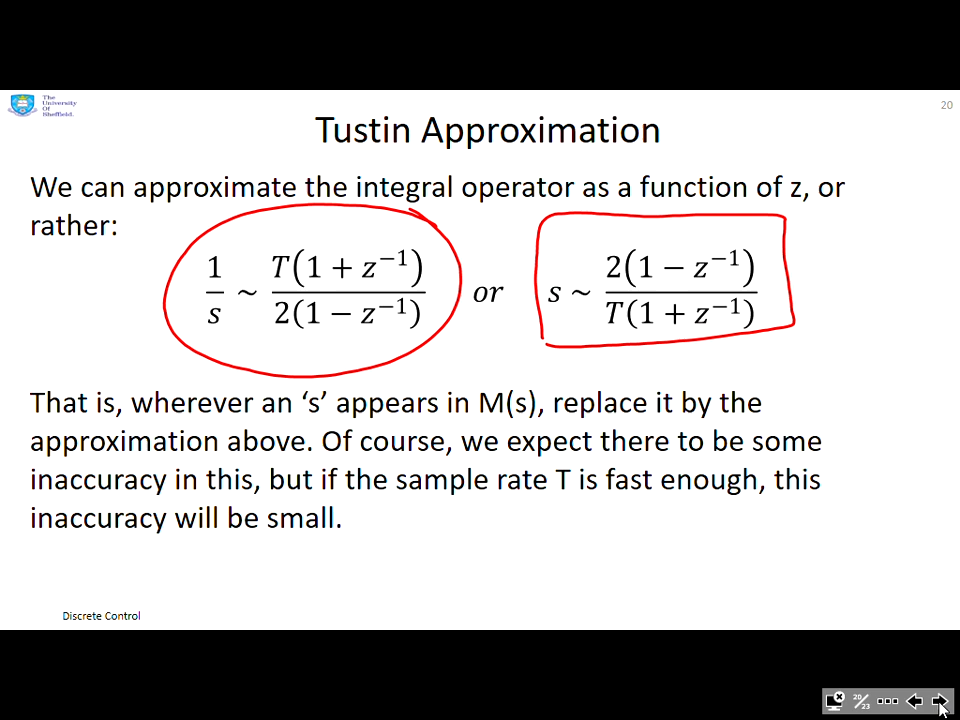 The
University
Of
Sheffield.
20
Tustin Approximation
We can approximate the integral operator as a function of z, or
rather:
1/s ~ T(1 + z⁻¹)/2(1 − z⁻¹) or s ~ 2(1 − z⁻¹)/T(1 + z⁻¹)
That is, wherever an ‘s’ appears in M(s), replace it by the
approximation above. Of course, we expect there to be some
inaccuracy in this, but if the sample rate T is fast enough, this
inaccuracy will be small.
Discrete Control
20/23